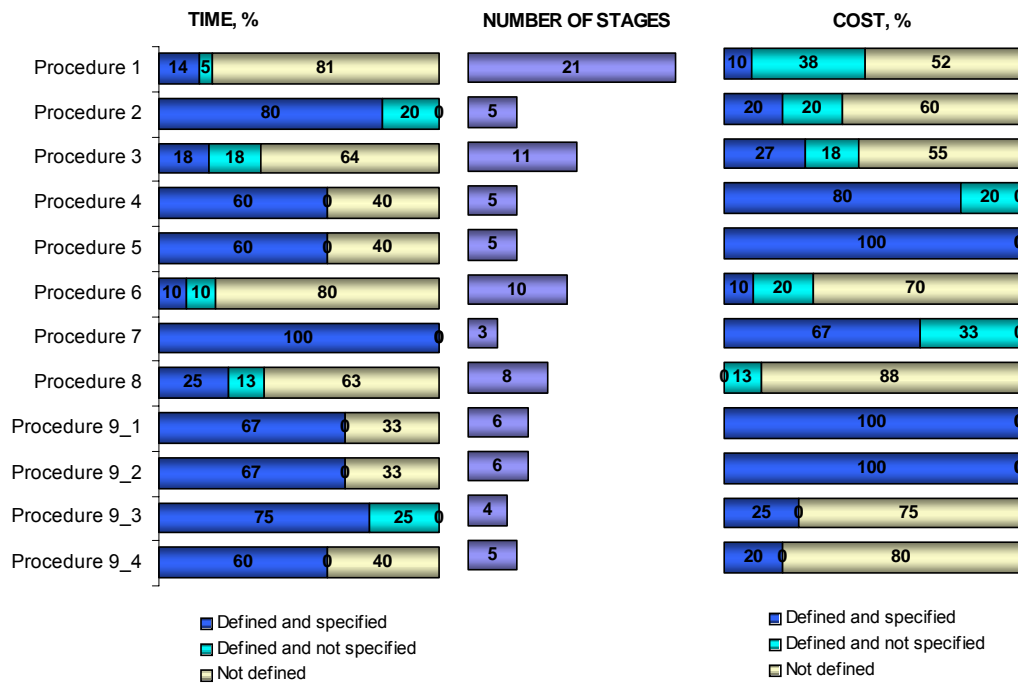 TIME, % NUMBER OF STAGES COST, %
Procedure 1 14 5 81 21 10 38 52
Procedure 2 80 20 0 5 20 20 60
Procedure 3 18 18 64 11 27 18 55
Procedure 4 60 0 40 5 80 20 0
Procedure 5 60 0 40 5 100 0
Procedure 6 10 10 80 10 10 20 70
Procedure 7 100 0 3 67 33 0
Procedure 8 25 13 63 8 0 13 88
Procedure 9_1 67 0 33 6 100 0
Procedure 9_2 67 0 33 6 100 0
Procedure 9_3 75 25 0 4 25 0 75
Procedure 9_4 60 0 40 5 20 0 80
Defined and specified Defined and specified
Defined and not specified Defined and not specified
Not defined Not defined